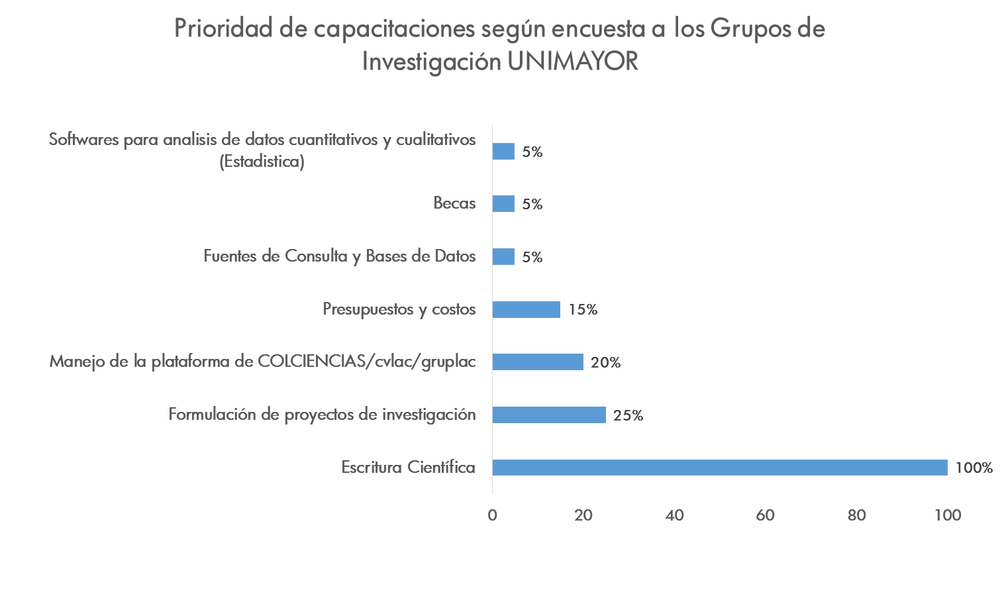 Prioridad de capacitaciones según encuesta a los Grupos de
Investigación UNIMAYOR
Softwares para analisis de datos cuantitativos y cualitativos
(Estadistica)
5%
Becas
5%
Fuentes de Consulta y Bases de Datos
5%
Presupuestos y costos
15%
Manejo de la plataforma de COLCIENCIAS/cvlac/gruplac
20%
Formulación de proyectos de investigación
25%
Escritura Científica
100%
0 20 40 60 80 100